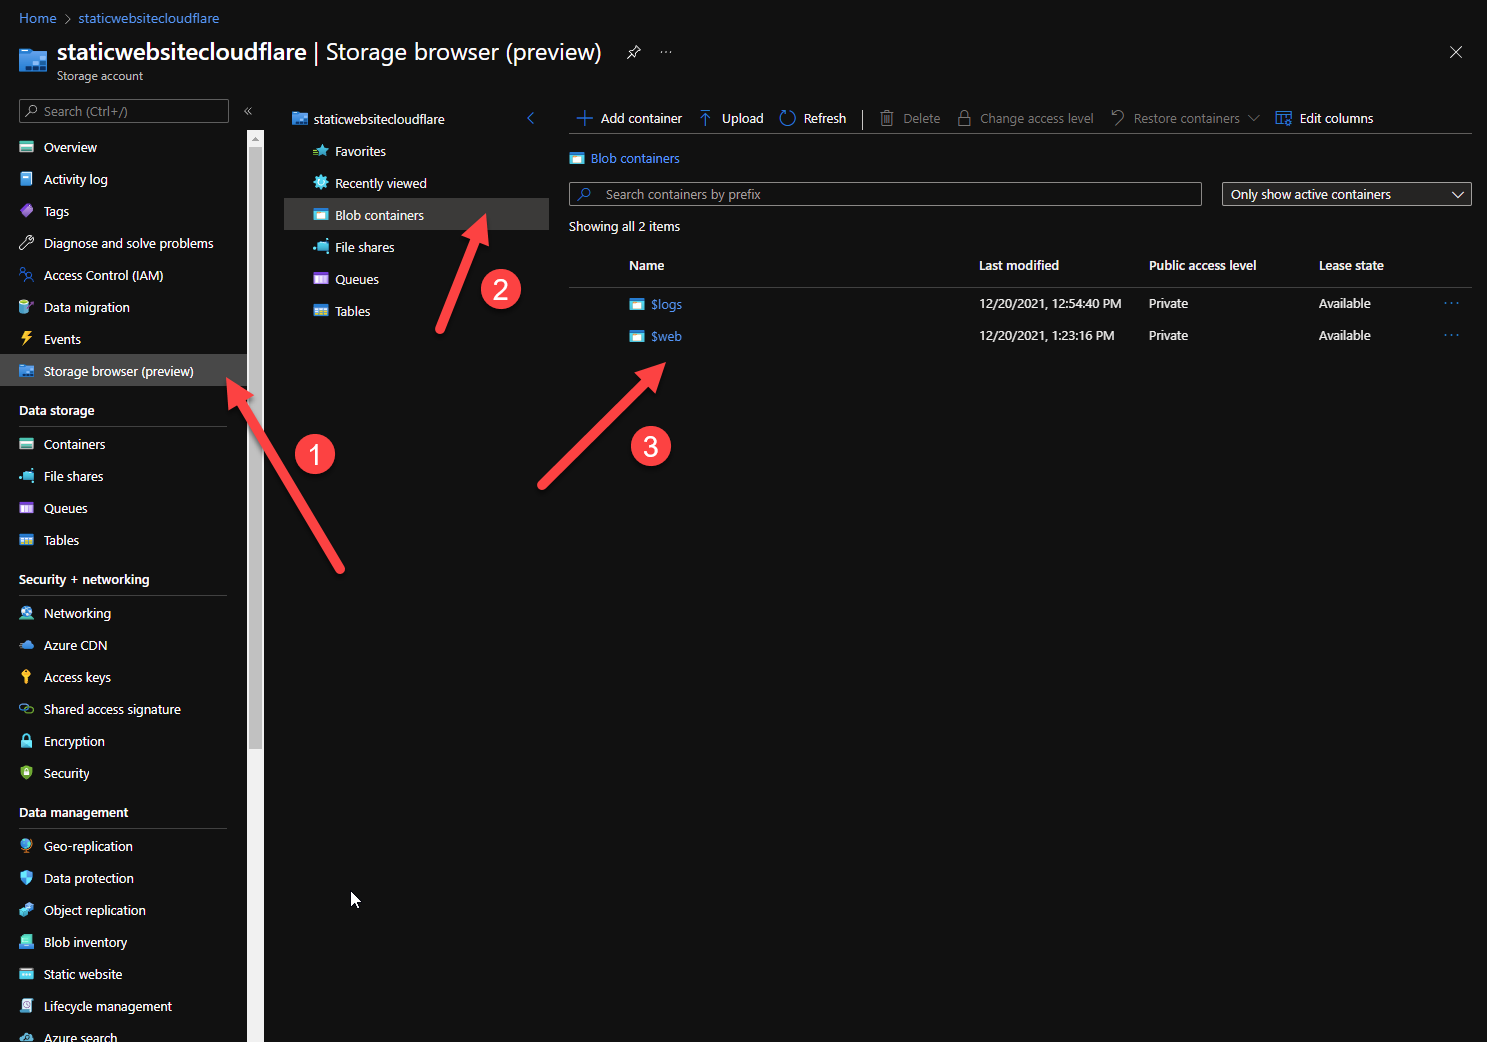 Home > staticwebsitecloudflare
staticwebsitecloudflare | Storage browser (preview) ...
Storage account
Search (Ctrl+/) «
Overview
Activity log
Tags
Diagnose and solve problems
Access Control (IAM)
Data migration
Events
Storage browser (preview)
Data storage
Containers
File shares
Queues
Tables
Security + networking
Networking
Azure CDN
Access keys
Shared access signature
Encryption
Security
Data management
Geo-replication
Data protection
Object replication
Blob inventory
Static website
Lifecycle management
Azure search
staticwebsitecloudflare
Favorites
Recently viewed
Blob containers
File shares
Queues
Tables
1
2
3
Add container Upload Refresh | Delete Change access level Restore containers Edit columns
Blob containers
Search containers by prefix Only show active containers
Showing all 2 items
Name Last modified Public access level Lease state
$logs 12/20/2021, 12:54:40 PM Private Available ...
$web 12/20/2021, 1:23:16 PM Private Available ...